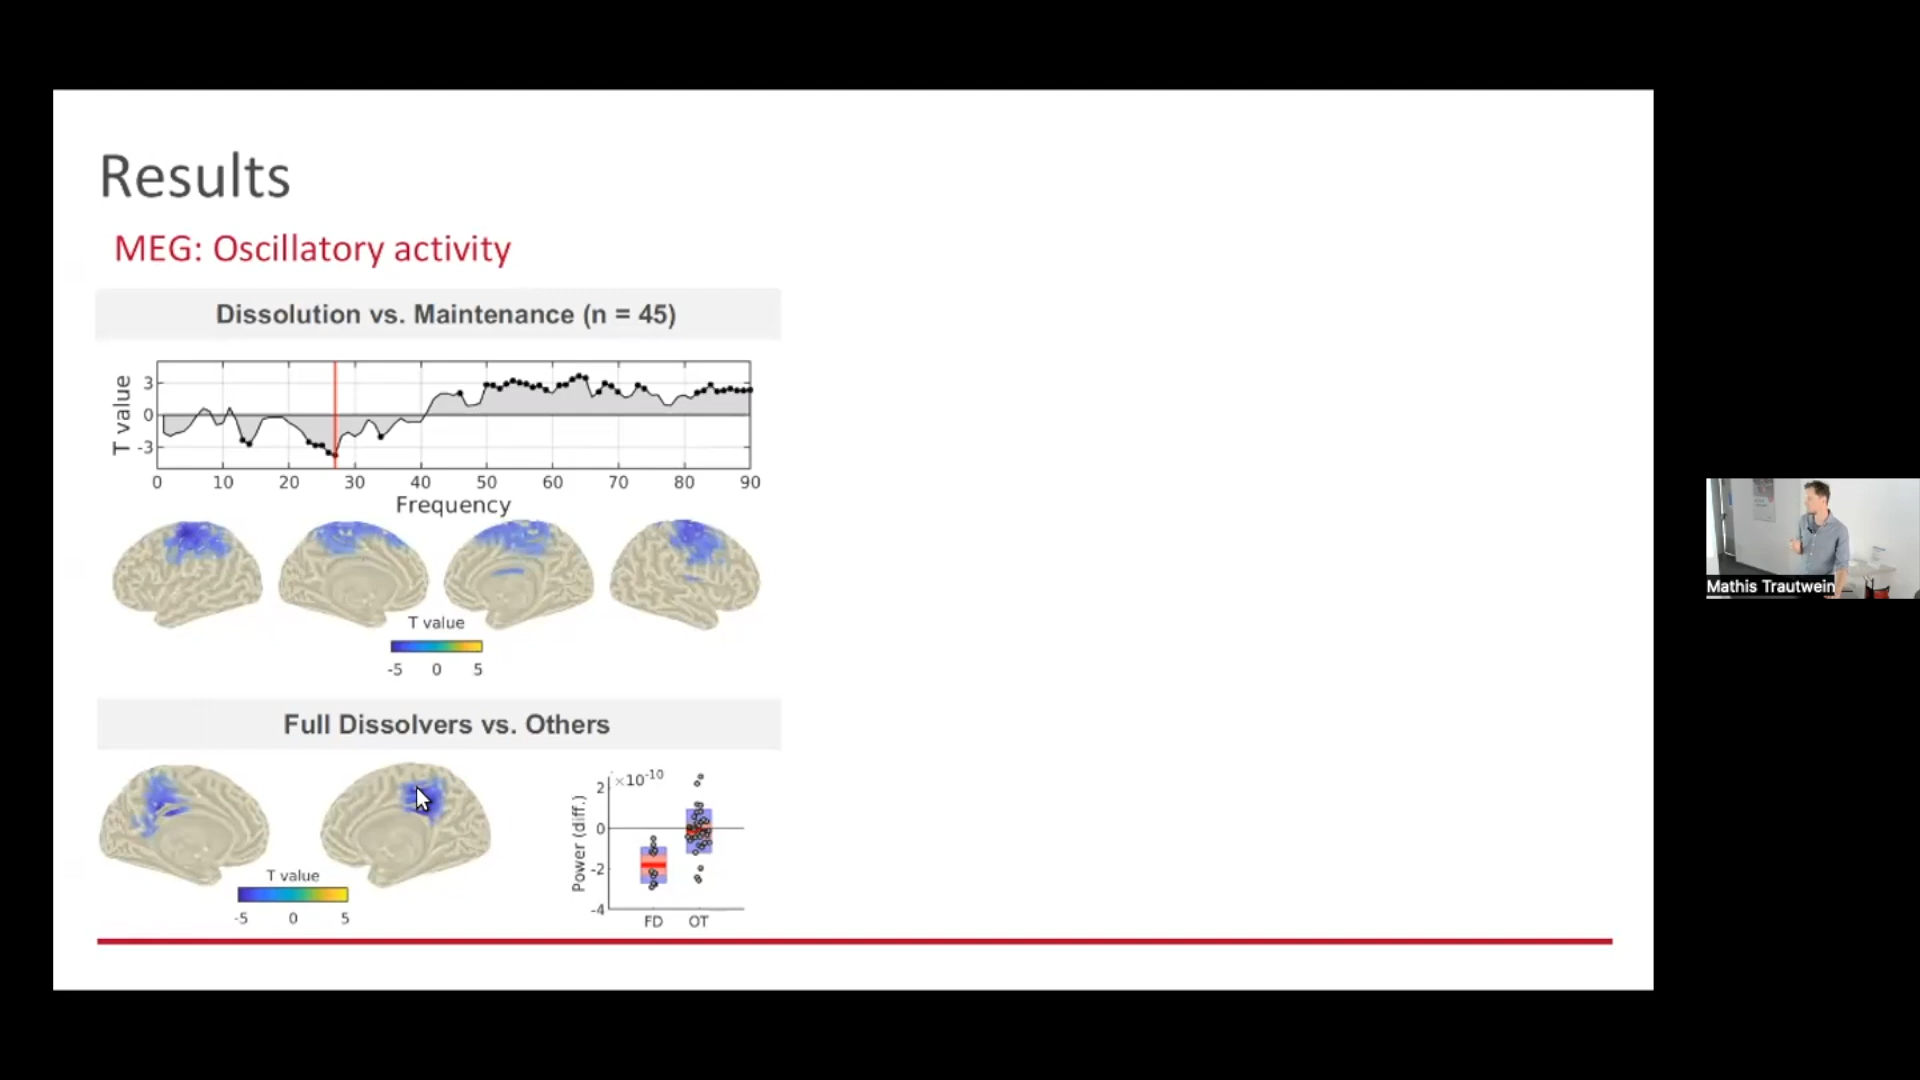 Results
MEG: Oscillatory activity
Dissolution vs. Maintenance (n = 45)
T value
3
0
-3
0 10 20 30 40 50 60 70 80 90
Frequency
T value
-5 0 5
Full Dissolvers vs. Others
T value
-5 0 5
×10-10
Power (diff.)
2
0
-2
-4
FD OT
Mathis Trautwein